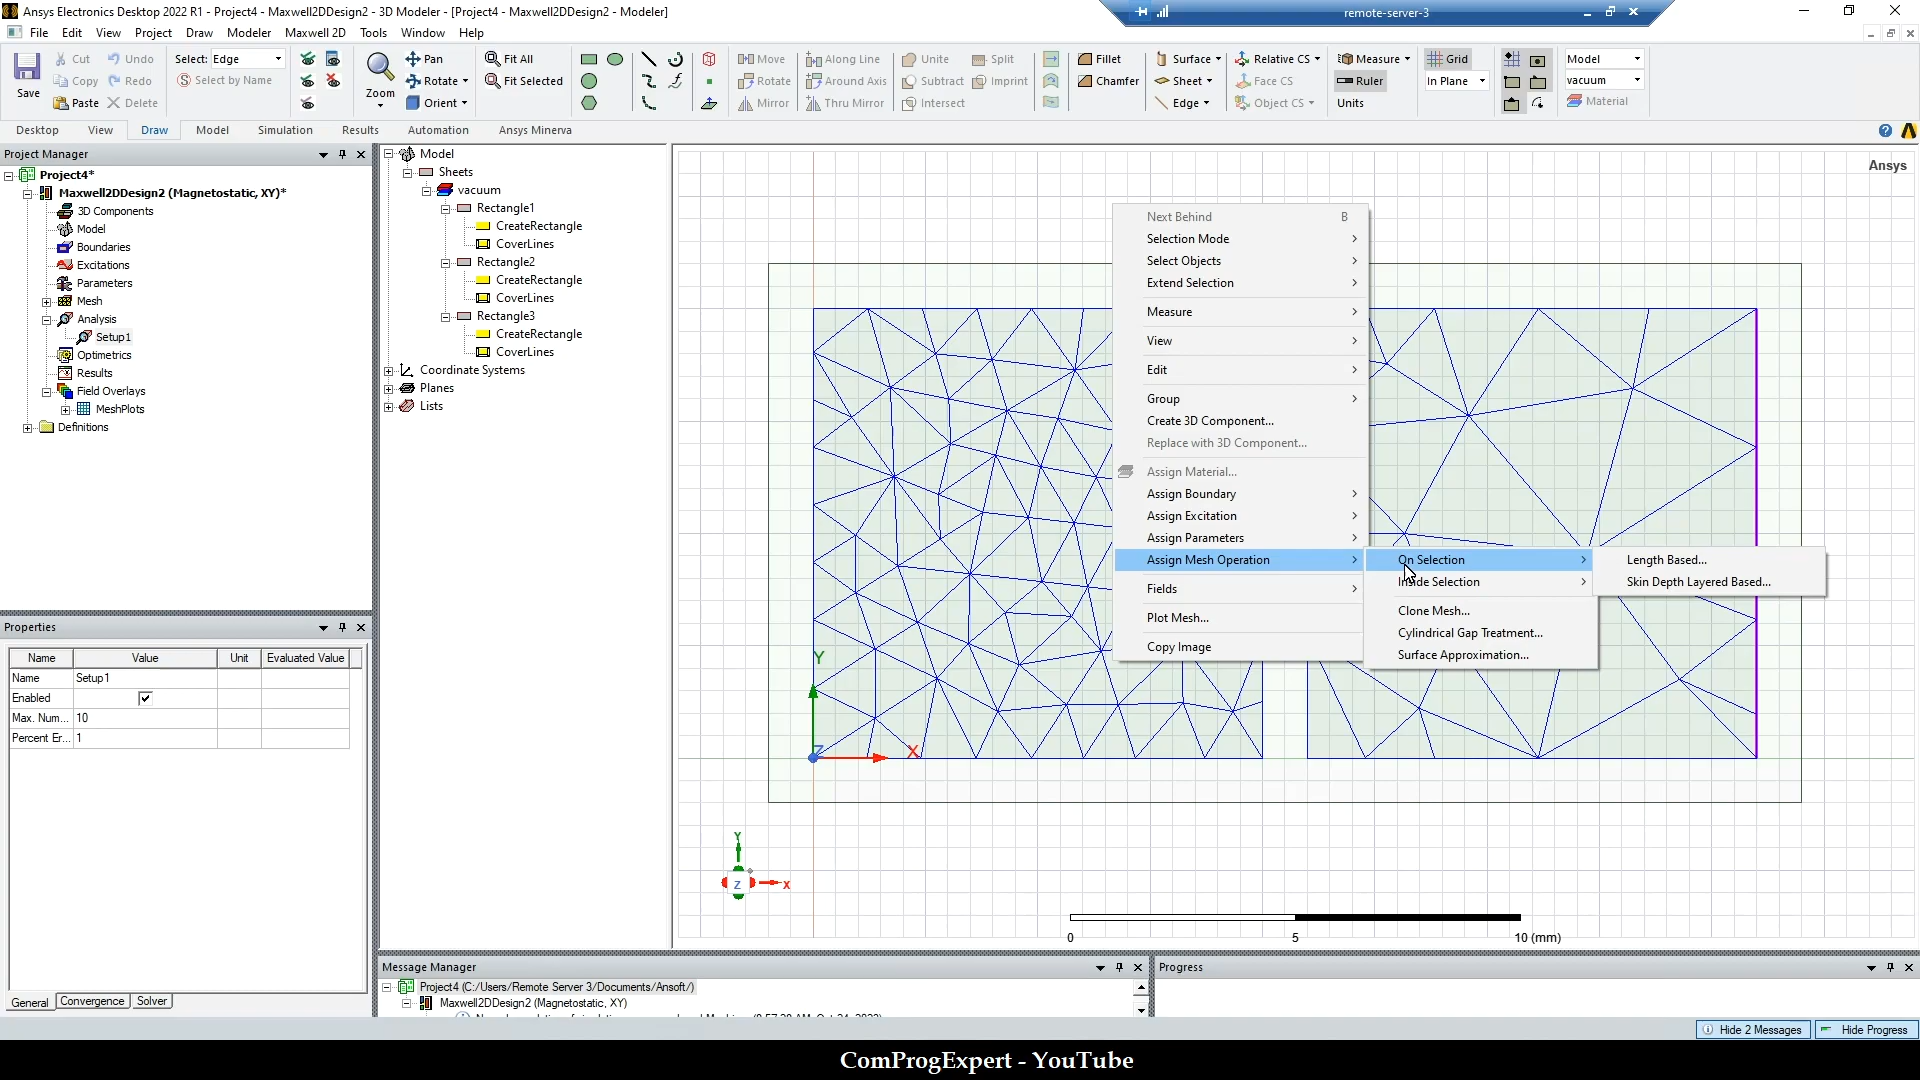 Ansys Electronics Desktop 2022 R1 - Project4 - Maxwell2DDesign2 - 3D Modeler - [Project4 - Maxwell2DDesign2 - Modeler]
remote-server-3
File Edit View Project Draw Modeler Maxwell 2D Tools Window Help
Save
Cut
Copy
Paste
Undo
Redo
Delete
Select: Edge
Select by Name
Zoom
Pan
Rotate
Orient
Fit All
Fit Selected
Move
Rotate
Mirror
Along Line
Around Axis
Thru Mirror
Unite
Subtract
Intersect
Split
Imprint
Fillet
Chamfer
Surface
Sheet
Edge
Relative CS
Face CS
Object CS
Measure
Ruler
Units
Grid
In Plane
Model
vacuum
Material
Desktop View Draw Model Simulation Results Automation Ansys Minerva
Project Manager
Project4*
Maxwell2DDesign2 (Magnetostatic, XY)*
3D Components
Model
Boundaries
Excitations
Parameters
Mesh
Analysis
Setup1
Optimetrics
Results
Field Overlays
MeshPlots
Definitions
Properties
Name Value Unit Evaluated Value
Name Setup1
Enabled
Max. Num... 10
Percent Er... 1
General Convergence Solver
Model
Sheets
vacuum
Rectangle1
CreateRectangle
CoverLines
Rectangle2
CreateRectangle
CoverLines
Rectangle3
CreateRectangle
CoverLines
Coordinate Systems
Planes
Lists
Ansys
Next Behind B
Selection Mode
Select Objects
Extend Selection
Measure
View
Edit
Group
Create 3D Component...
Replace with 3D Component...
Assign Material...
Assign Boundary
Assign Excitation
Assign Parameters
Assign Mesh Operation
Fields
Plot Mesh...
Copy Image
On Selection
Inside Selection
Clone Mesh...
Cylindrical Gap Treatment...
Surface Approximation...
Length Based...
Skin Depth Layered Based...
Y
Z
X
Y
Z
X
0 5 10 (mm)
Message Manager
Project4 (C:/Users/Remote Server 3/Documents/Ansoft/)
Maxwell2DDesign2 (Magnetostatic, XY)
Progress
Hide 2 Messages
Hide Progress
ComProgExpert - YouTube